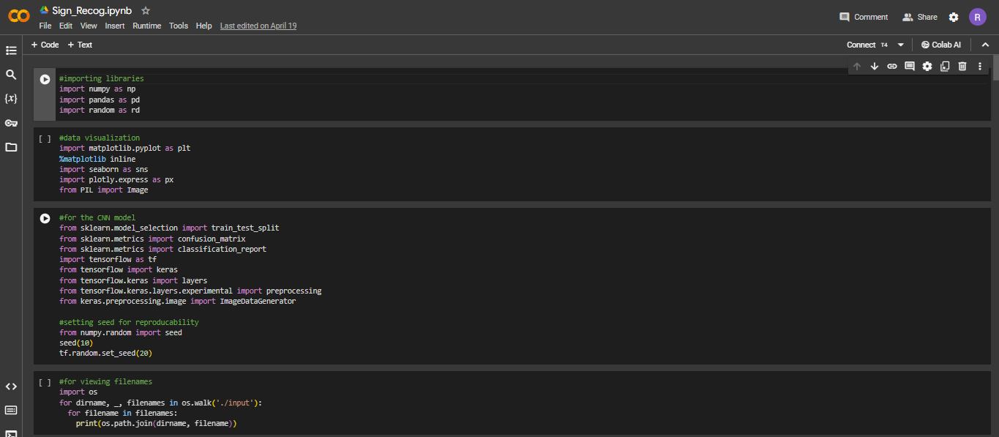 Sign_Recog.ipynb
File Edit View Insert Runtime Tools Help Last edited on April 19
Comment Share R
+ Code + Text
Connect T4 Colab AI
#importing libraries
import numpy as np
import pandas as pd
import random as rd
[ ] #data visualization
import matplotlib.pyplot as plt
%matplotlib inline
import seaborn as sns
import plotly.express as px
from PIL import Image
#for the CNN model
from sklearn.model_selection import train_test_split
from sklearn.metrics import confusion_matrix
from sklearn.metrics import classification_report
import tensorflow as tf
from tensorflow import keras
from tensorflow.keras import layers
from tensorflow.keras.layers.experimental import preprocessing
from keras.preprocessing.image import ImageDataGenerator
#setting seed for reproducability
from numpy.random import seed
seed(10)
tf.random.set_seed(20)
[ ] #for viewing filenames
import os
for dirname, _, filenames in os.walk('./input'):
  for filename in filenames:
    print(os.path.join(dirname, filename))